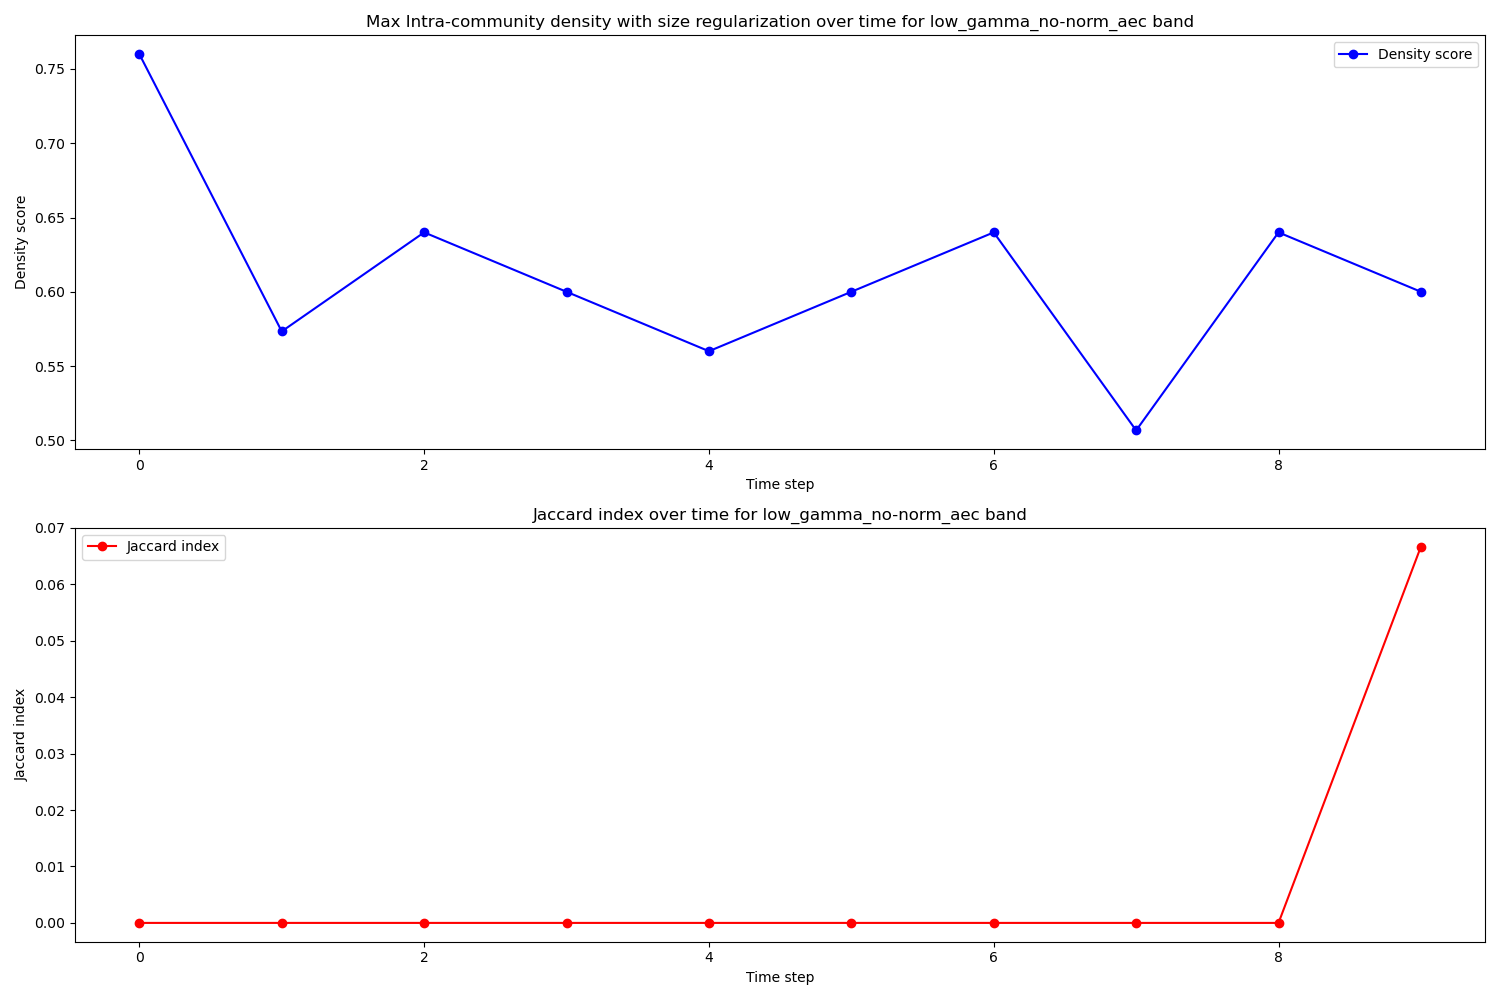 Max Intra-community density with size regularization over time for low_gamma_no-norm_aec band
Density score
0.75
0.70
0.65
0.60
0.55
0.50
Density score
0 2 4 6 8
Time step
Jaccard index over time for low_gamma_no-norm_aec band
Jaccard index
0.07
0.06
0.05
0.04
0.03
0.02
0.01
0.00
Jaccard index
0 2 4 6 8
Time step